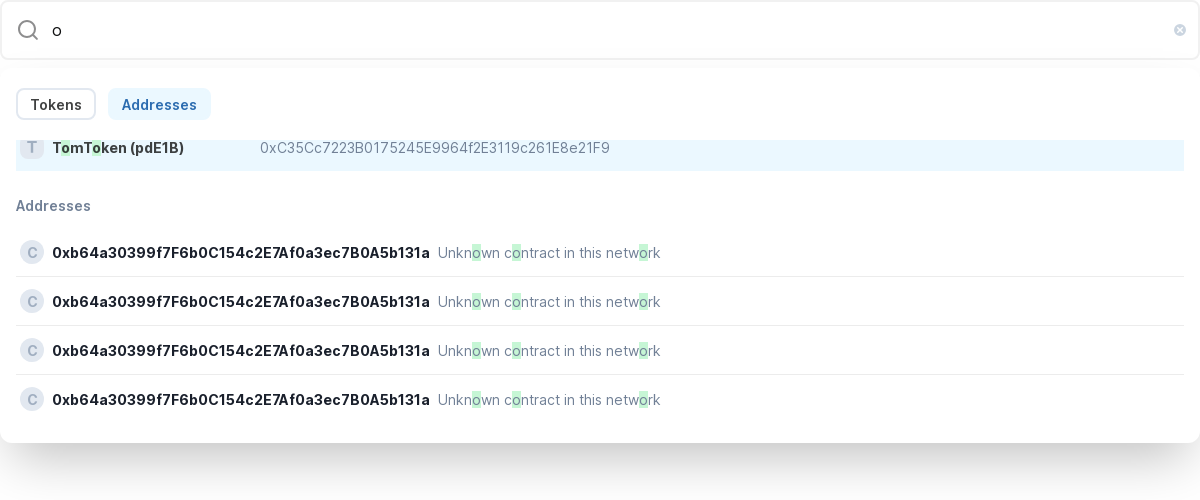 o
Tokens Addresses
T TomToken (pdE1B) 0xC35Cc7223B0175245E9964f2E3119c261E8e21F9
Addresses
C 0xb64a30399f7F6b0C154c2E7Af0a3ec7B0A5b131a Unknown contract in this network
C 0xb64a30399f7F6b0C154c2E7Af0a3ec7B0A5b131a Unknown contract in this network
C 0xb64a30399f7F6b0C154c2E7Af0a3ec7B0A5b131a Unknown contract in this network
C 0xb64a30399f7F6b0C154c2E7Af0a3ec7B0A5b131a Unknown contract in this network